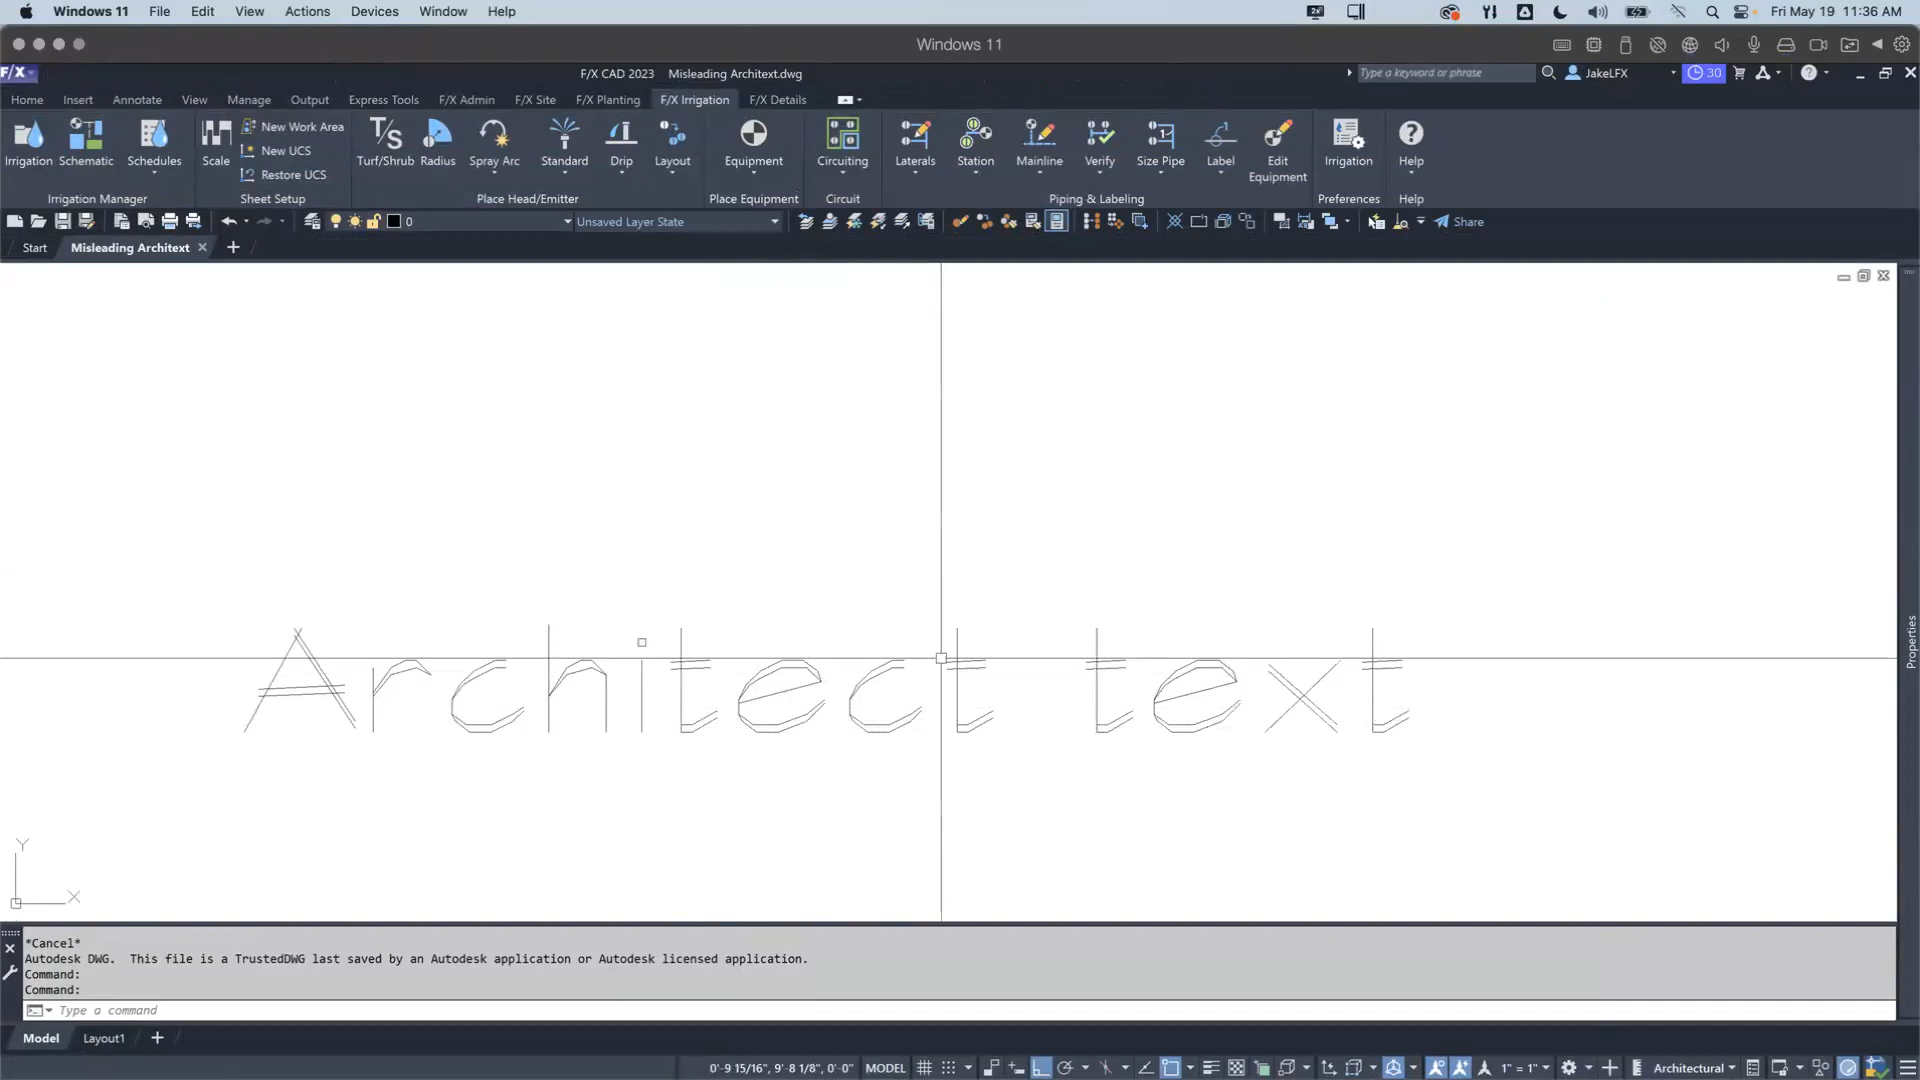 Windows 11 File Edit View Actions Devices Window Help Fri May 19 11:36 AM
Windows 11
F/X F/X CAD 2023 Misleading Architext.dwg Type a keyword or phrase JakeLFX 30
Home Insert Annotate View Manage Output Express Tools F/X Admin F/X Site F/X Planting F/X Irrigation F/X Details
New Work Area
New UCS
Restore UCS
Irrigation Schematic Schedules Scale Turf/Shrub Radius Spray Arc Standard Drip Layout Equipment Circuiting Laterals Station Mainline Verify Size Pipe Label Edit Equipment Irrigation Help
Irrigation Manager Sheet Setup Place Head/Emitter Place Equipment Circuit Piping & Labeling Preferences Help
0 Unsaved Layer State Share
Start Misleading Architext
Architect text
Properties
Y
X
*Cancel*
Autodesk DWG. This file is a TrustedDWG last saved by an Autodesk application or Autodesk licensed application.
Command:
Command:
Type a command
Model Layout1
0'-9 15/16", 9'-8 1/8", 0'-0" MODEL 1" = 1" Architectural